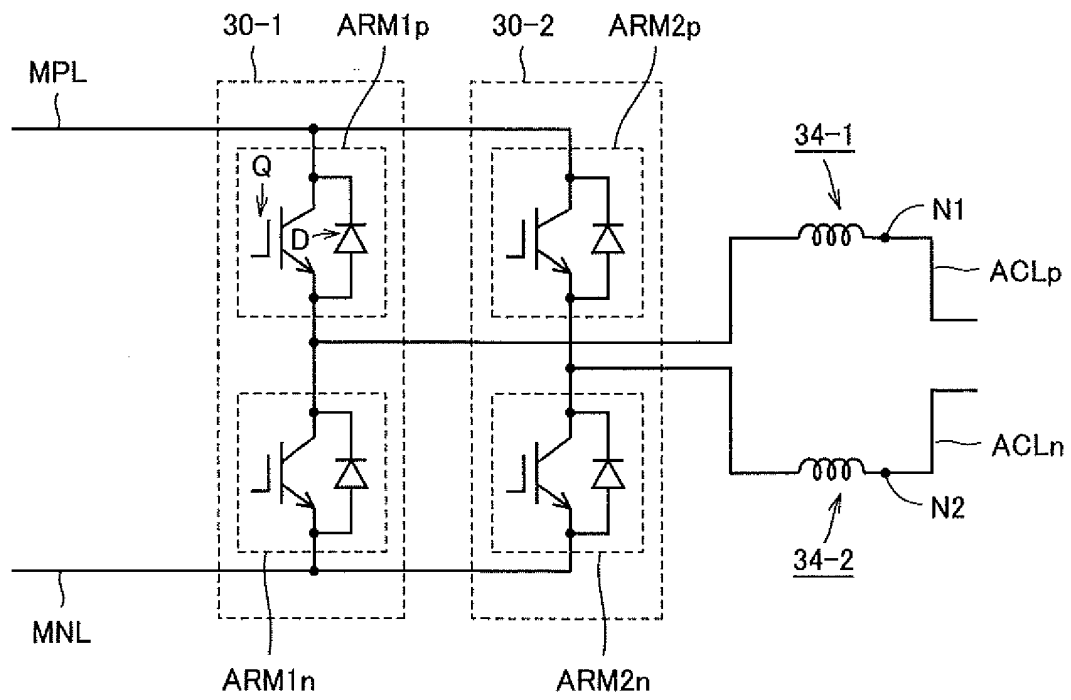 30-1
ARM1p
30-2
ARM2p
MPL
34-1
Q
N1
D
ACLp
ACLn
N2
34-2
MNL
ARM1n
ARM2n